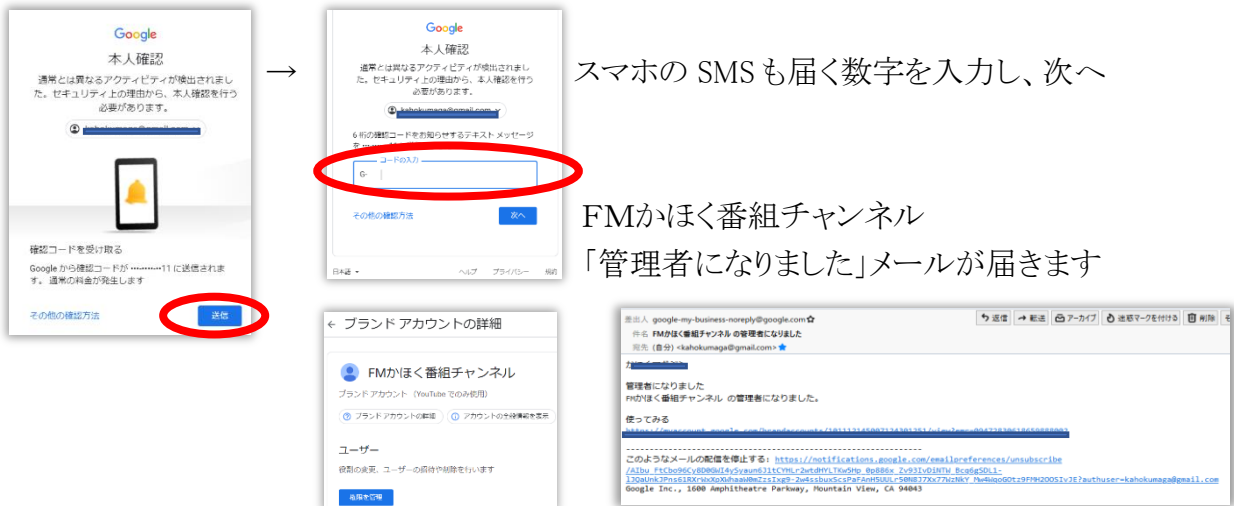 Google
本人確認
通常とは異なるアクティビティが検出されまし
た。セキュリティ上の理由から、本人確認を行う
必要があります。
確認コードを受け取る
Google から確認コードが ••••••••••11 に送信されま
す。通常の料金が発生します
その他の確認方法
送信
→
Google
本人確認
通常とは異なるアクティビティが検出されまし
た。セキュリティ上の理由から、本人確認を行う
必要があります。
6 桁の確認コードをお知らせするテキスト メッセージ
を
コードの入力
G-
その他の確認方法
次へ
日本語
ヘルプ プライバシー 規約
スマホの SMS も届く数字を入力し、次へ
FMかほく番組チャンネル
「管理者になりました」メールが届きます
← ブランド アカウントの詳細
FMかほく番組チャンネル
ブランド アカウント（YouTube でのみ使用）
ブランド アカウントの詳細 アカウントの全般情報を表示
ユーザー
役割の変更、ユーザーの招待や削除を行います
権限を管理
差出人 google-my-business-noreply@google.com
返信 転送 アーカイブ 迷惑マークを付ける 削除
件名 FMかほく番組チャンネル の管理者になりました
宛先 (自分) <kahokumaga@gmail.com>
管理者になりました
FMかほく番組チャンネル の管理者になりました。
使ってみる
このようなメールの配信を停止する: https://notifications.google.com/emailpreferences/unsubscribe
Google Inc., 1600 Amphitheatre Parkway, Mountain View, CA 94043